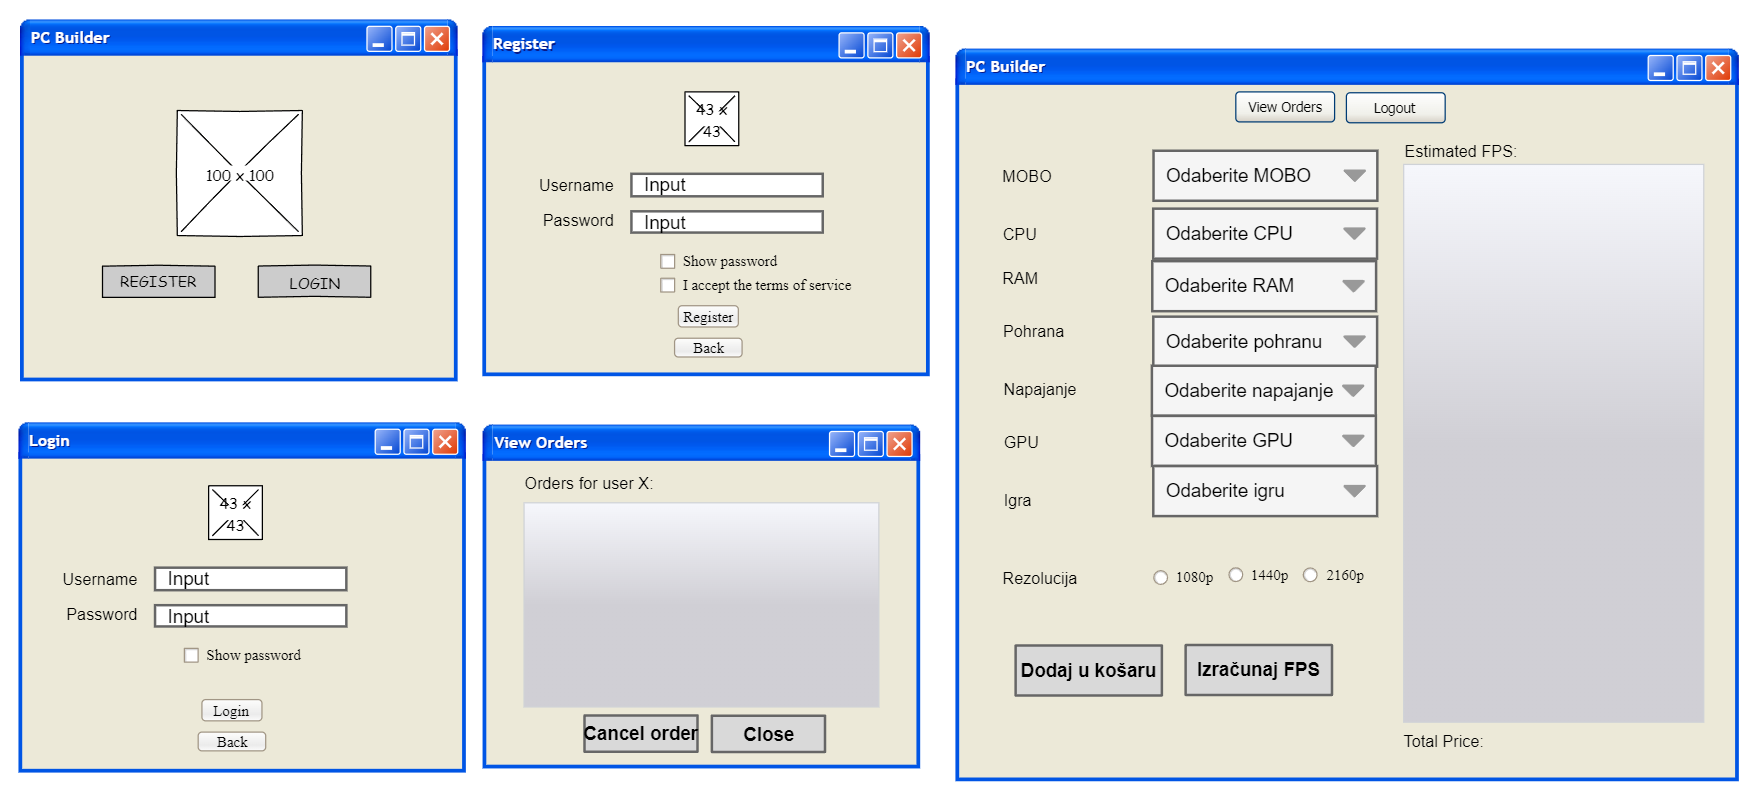 PC Builder
100 x 100
REGISTER
LOGIN
Register
43 x
43
Username
Input
Password
Input
Show password
I accept the terms of service
Register
Back
Login
43 x
43
Username
Input
Password
Input
Show password
Login
Back
View Orders
Orders for user X:
Cancel order
Close
PC Builder
View Orders
Logout
MOBO
Odaberite MOBO
CPU
Odaberite CPU
RAM
Odaberite RAM
Pohrana
Odaberite pohranu
Napajanje
Odaberite napajanje
GPU
Odaberite GPU
Igra
Odaberite igru
Rezolucija
1080p
1440p
2160p
Dodaj u košaru
Izračunaj FPS
Estimated FPS:
Total Price: